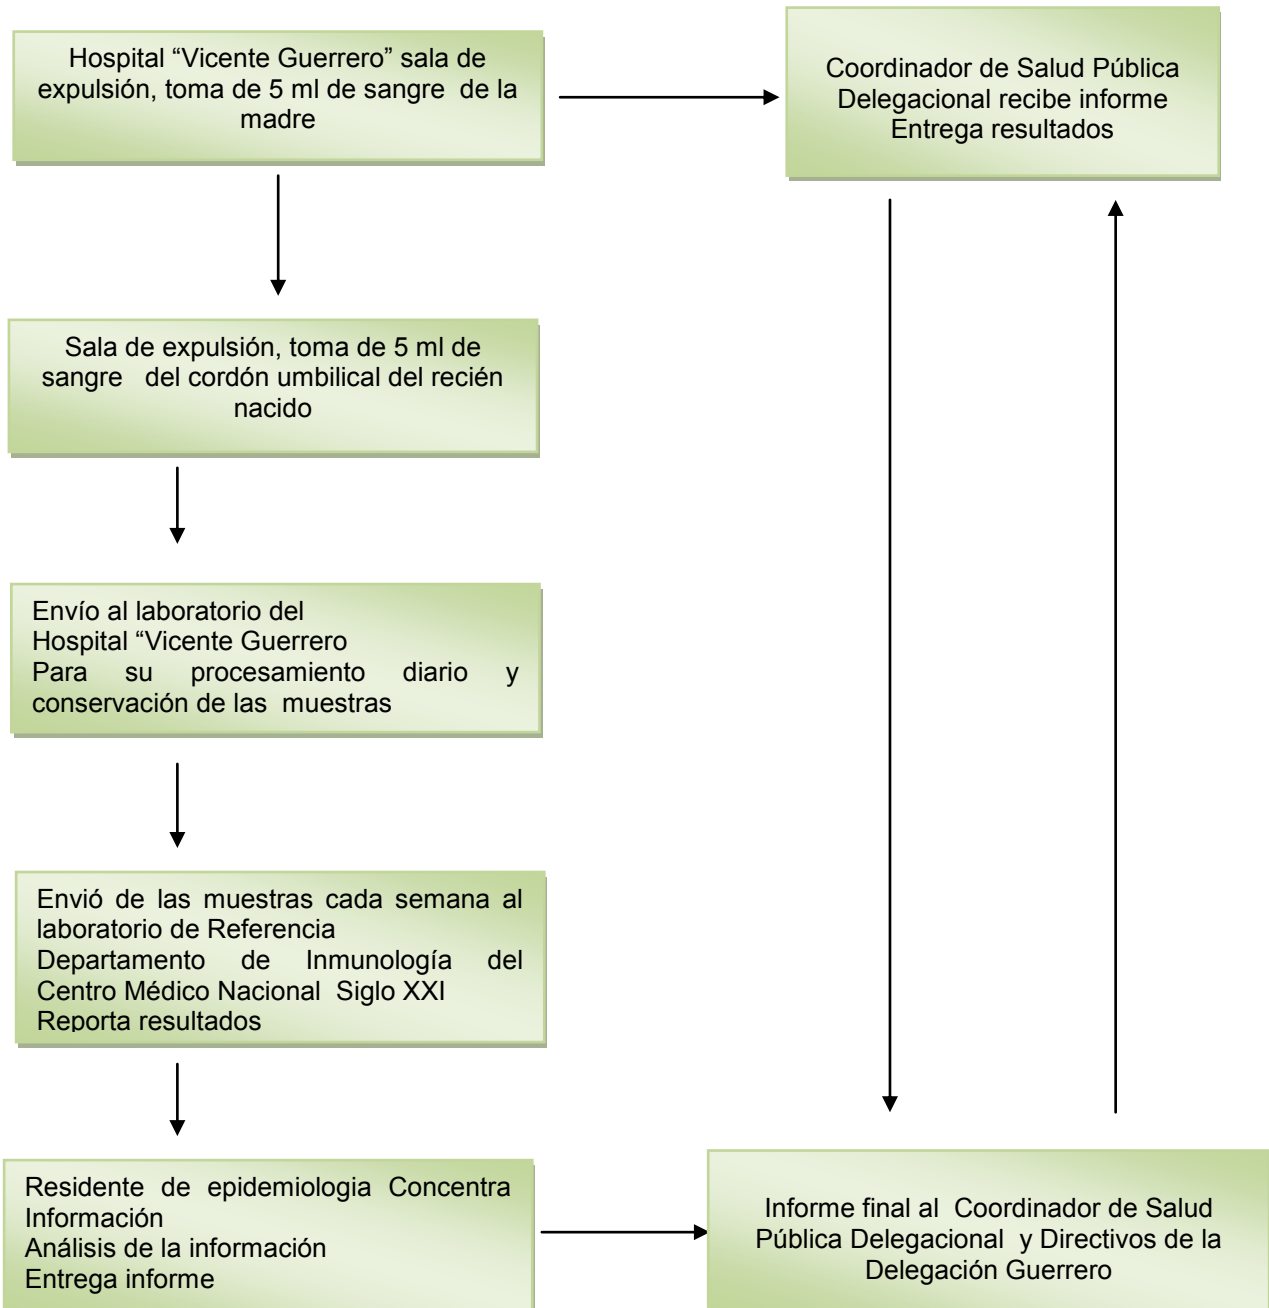 Hospital “Vicente Guerrero” sala de
expulsión, toma de 5 ml de sangre de la
madre
Coordinador de Salud Pública
Delegacional recibe informe
Entrega resultados
Sala de expulsión, toma de 5 ml de
sangre del cordón umbilical del recién
nacido
Envío al laboratorio del
Hospital “Vicente Guerrero
Para su procesamiento diario y
conservación de las muestras
Envió de las muestras cada semana al
laboratorio de Referencia
Departamento de Inmunología del
Centro Médico Nacional Siglo XXI
Reporta resultados
Residente de epidemiologia Concentra
Información
Análisis de la información
Entrega informe
Informe final al Coordinador de Salud
Pública Delegacional y Directivos de la
Delegación Guerrero